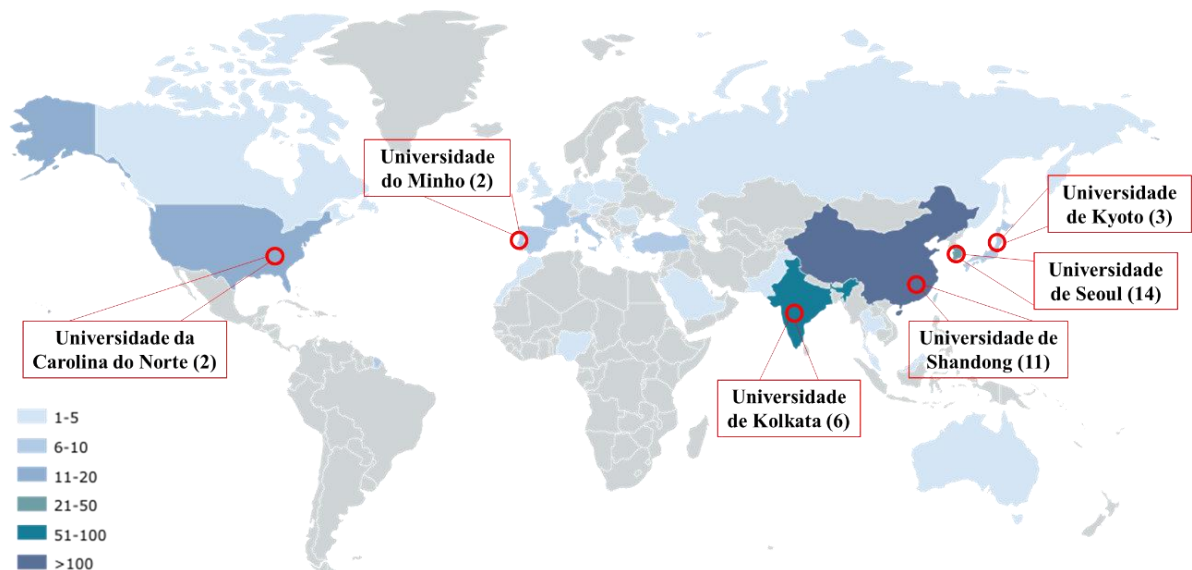 Universidade
do Minho (2)
Universidade
de Kyoto (3)
Universidade
de Seoul (14)
Universidade da
Carolina do Norte (2)
Universidade de
Shandong (11)
Universidade
de Kolkata (6)
1-5
6-10
11-20
21-50
51-100
>100